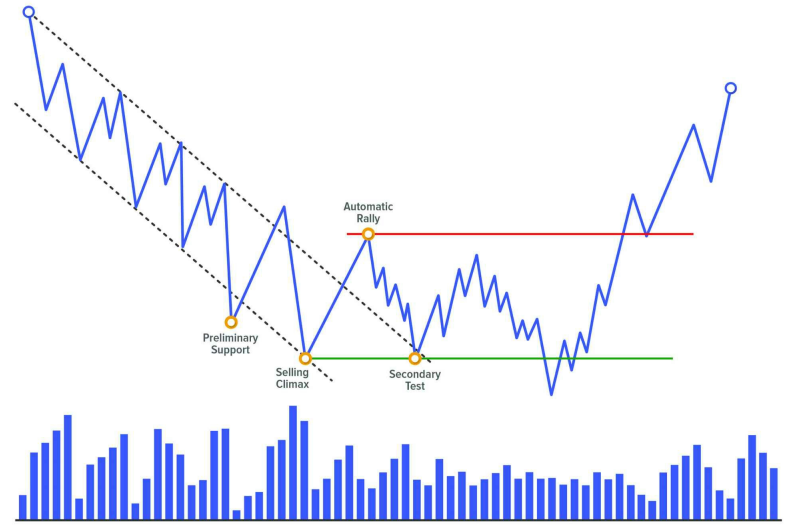 Automatic
Rally
Preliminary
Support
Selling
Climax
Secondary
Test